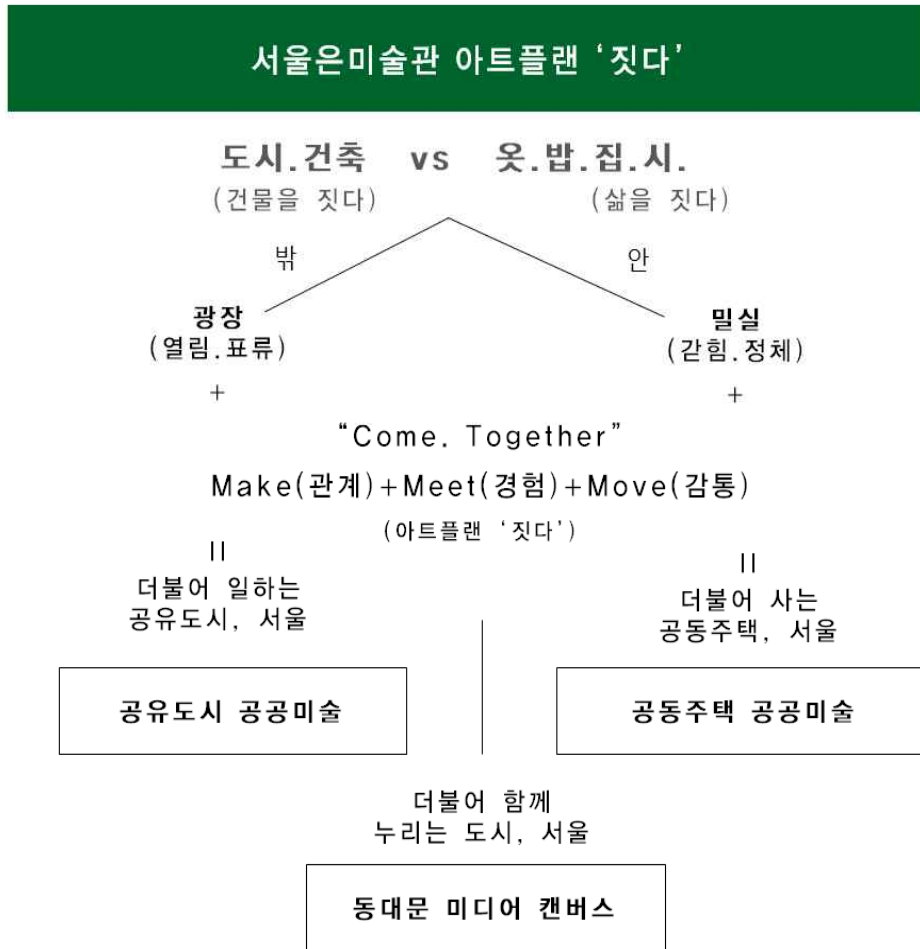 서울은미술관 아트플랜 ‘짓다’
도시.건축 vs 옷.밥.집.시.
(건물을 짓다) (삶을 짓다)
밖 안
광장 밀실
(열림.표류) (갇힘.정체)
+ +
“Come. Together”
Make(관계)+Meet(경험)+Move(감통)
(아트플랜 ‘짓다’)
|| ||
더불어 일하는 더불어 사는
공유도시, 서울 공동주택, 서울
공유도시 공공미술 공동주택 공공미술
더불어 함께
누리는 도시, 서울
동대문 미디어 캔버스